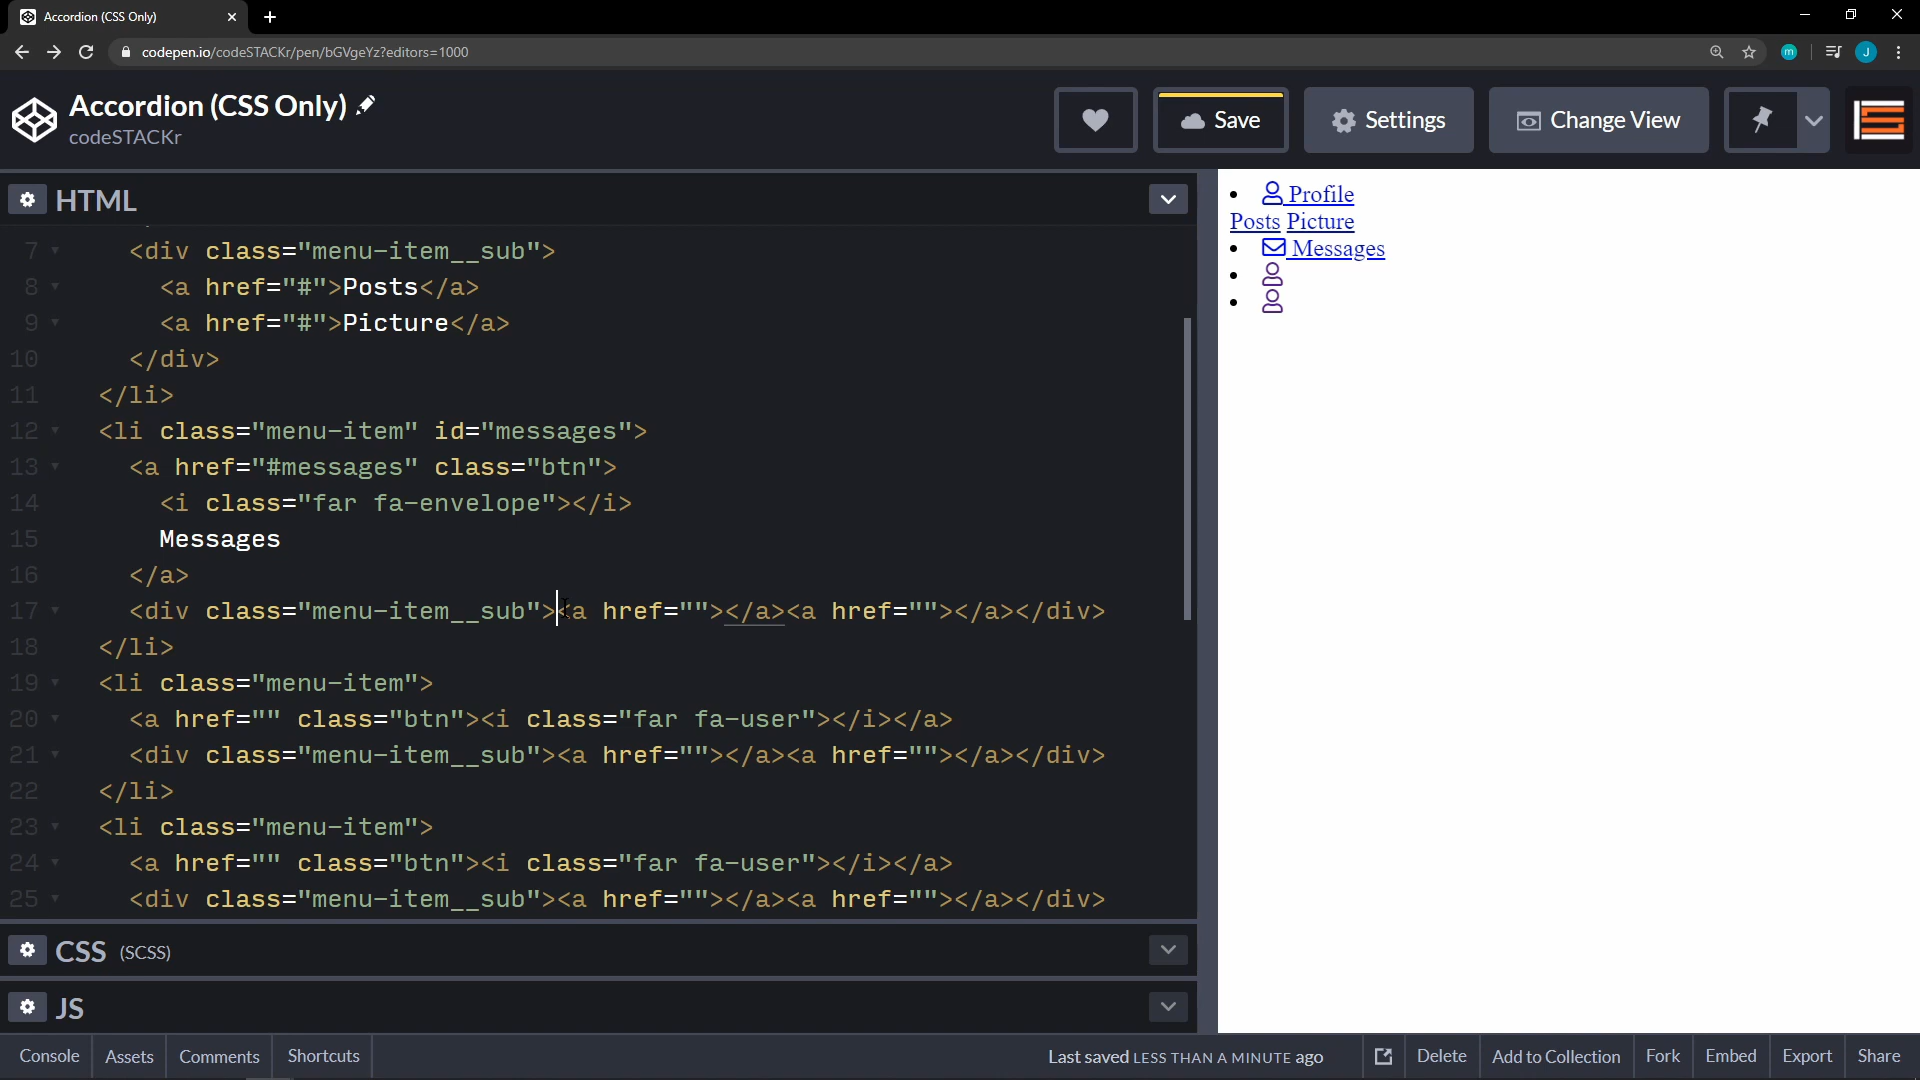 Accordion (CSS Only)
codepen.io/codeSTACKr/pen/bGVgeYz?editors=1000
m
J
Accordion (CSS Only)
codeSTACKr
Save
Settings
Change View
HTML
7 <div class="menu-item__sub">
8 <a href="#">Posts</a>
9 <a href="#">Picture</a>
10 </div>
11 </li>
12 <li class="menu-item" id="messages">
13 <a href="#messages" class="btn">
14 <i class="far fa-envelope"></i>
15 Messages
16 </a>
17 <div class="menu-item__sub"><a href=""></a><a href=""></a></div>
18 </li>
19 <li class="menu-item">
20 <a href="" class="btn"><i class="far fa-user"></i></a>
21 <div class="menu-item__sub"><a href=""></a><a href=""></a></div>
22 </li>
23 <li class="menu-item">
24 <a href="" class="btn"><i class="far fa-user"></i></a>
25 <div class="menu-item__sub"><a href=""></a><a href=""></a></div>
CSS (SCSS)
JS
Profile
Posts Picture
Messages
Console Assets Comments Shortcuts
Last saved LESS THAN A MINUTE ago
Delete Add to Collection Fork Embed Export Share